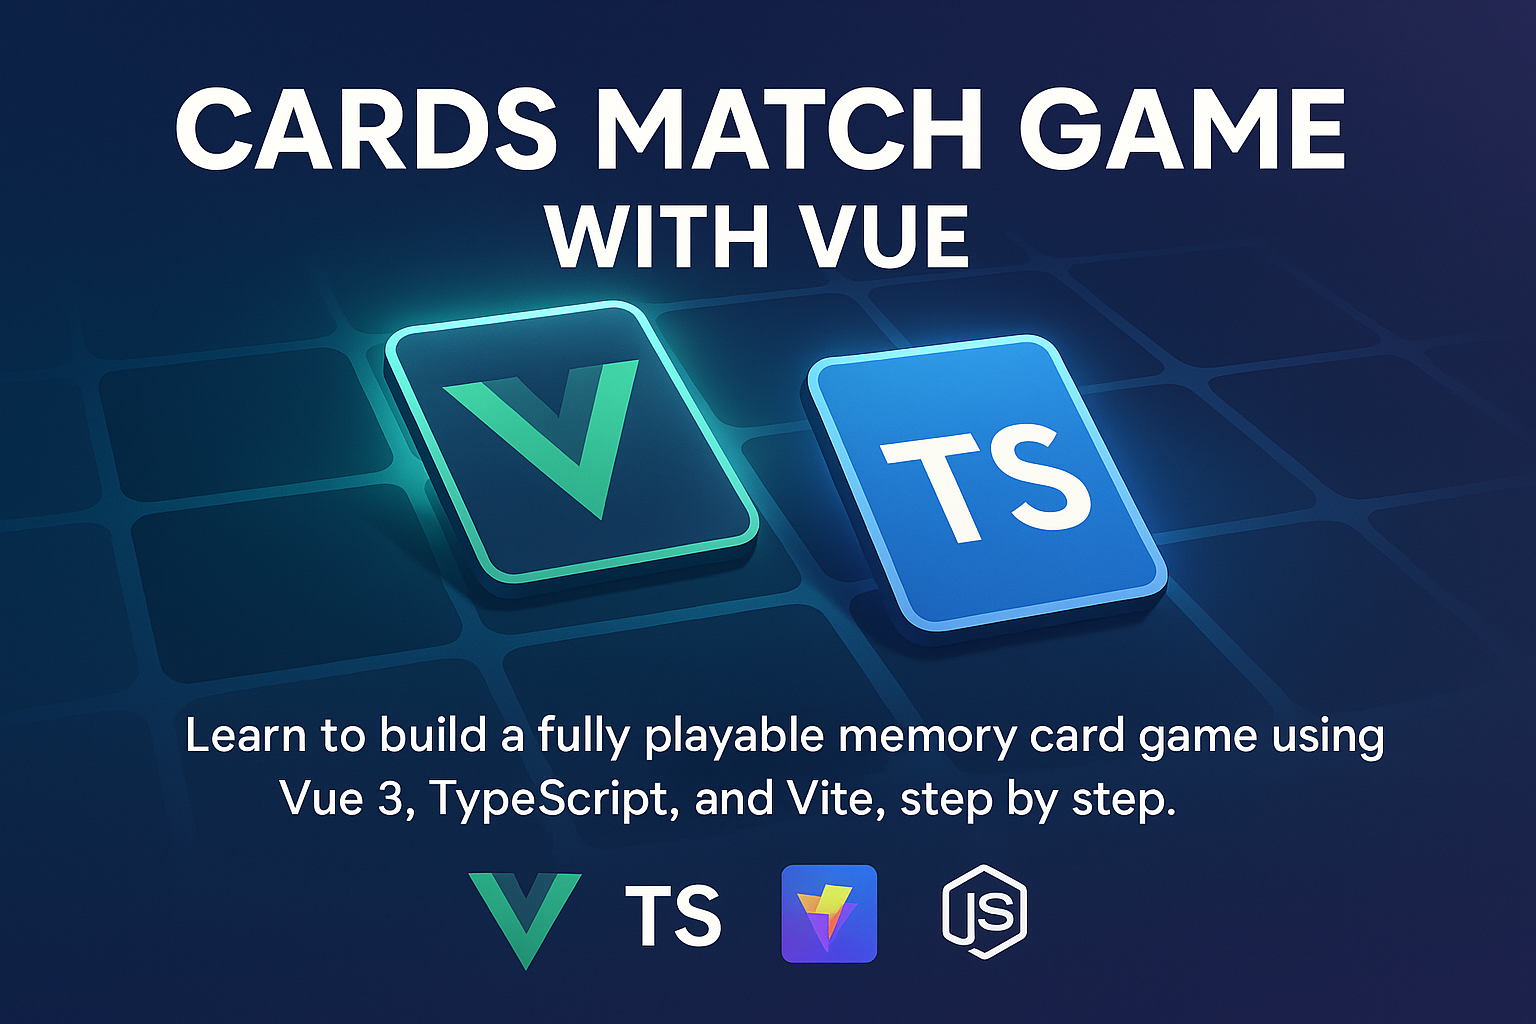 CARDS MATCH GAME
WITH VUE
TS
Learn to build a fully playable memory card game using
Vue 3, TypeScript, and Vite, step by step.
TS
JS